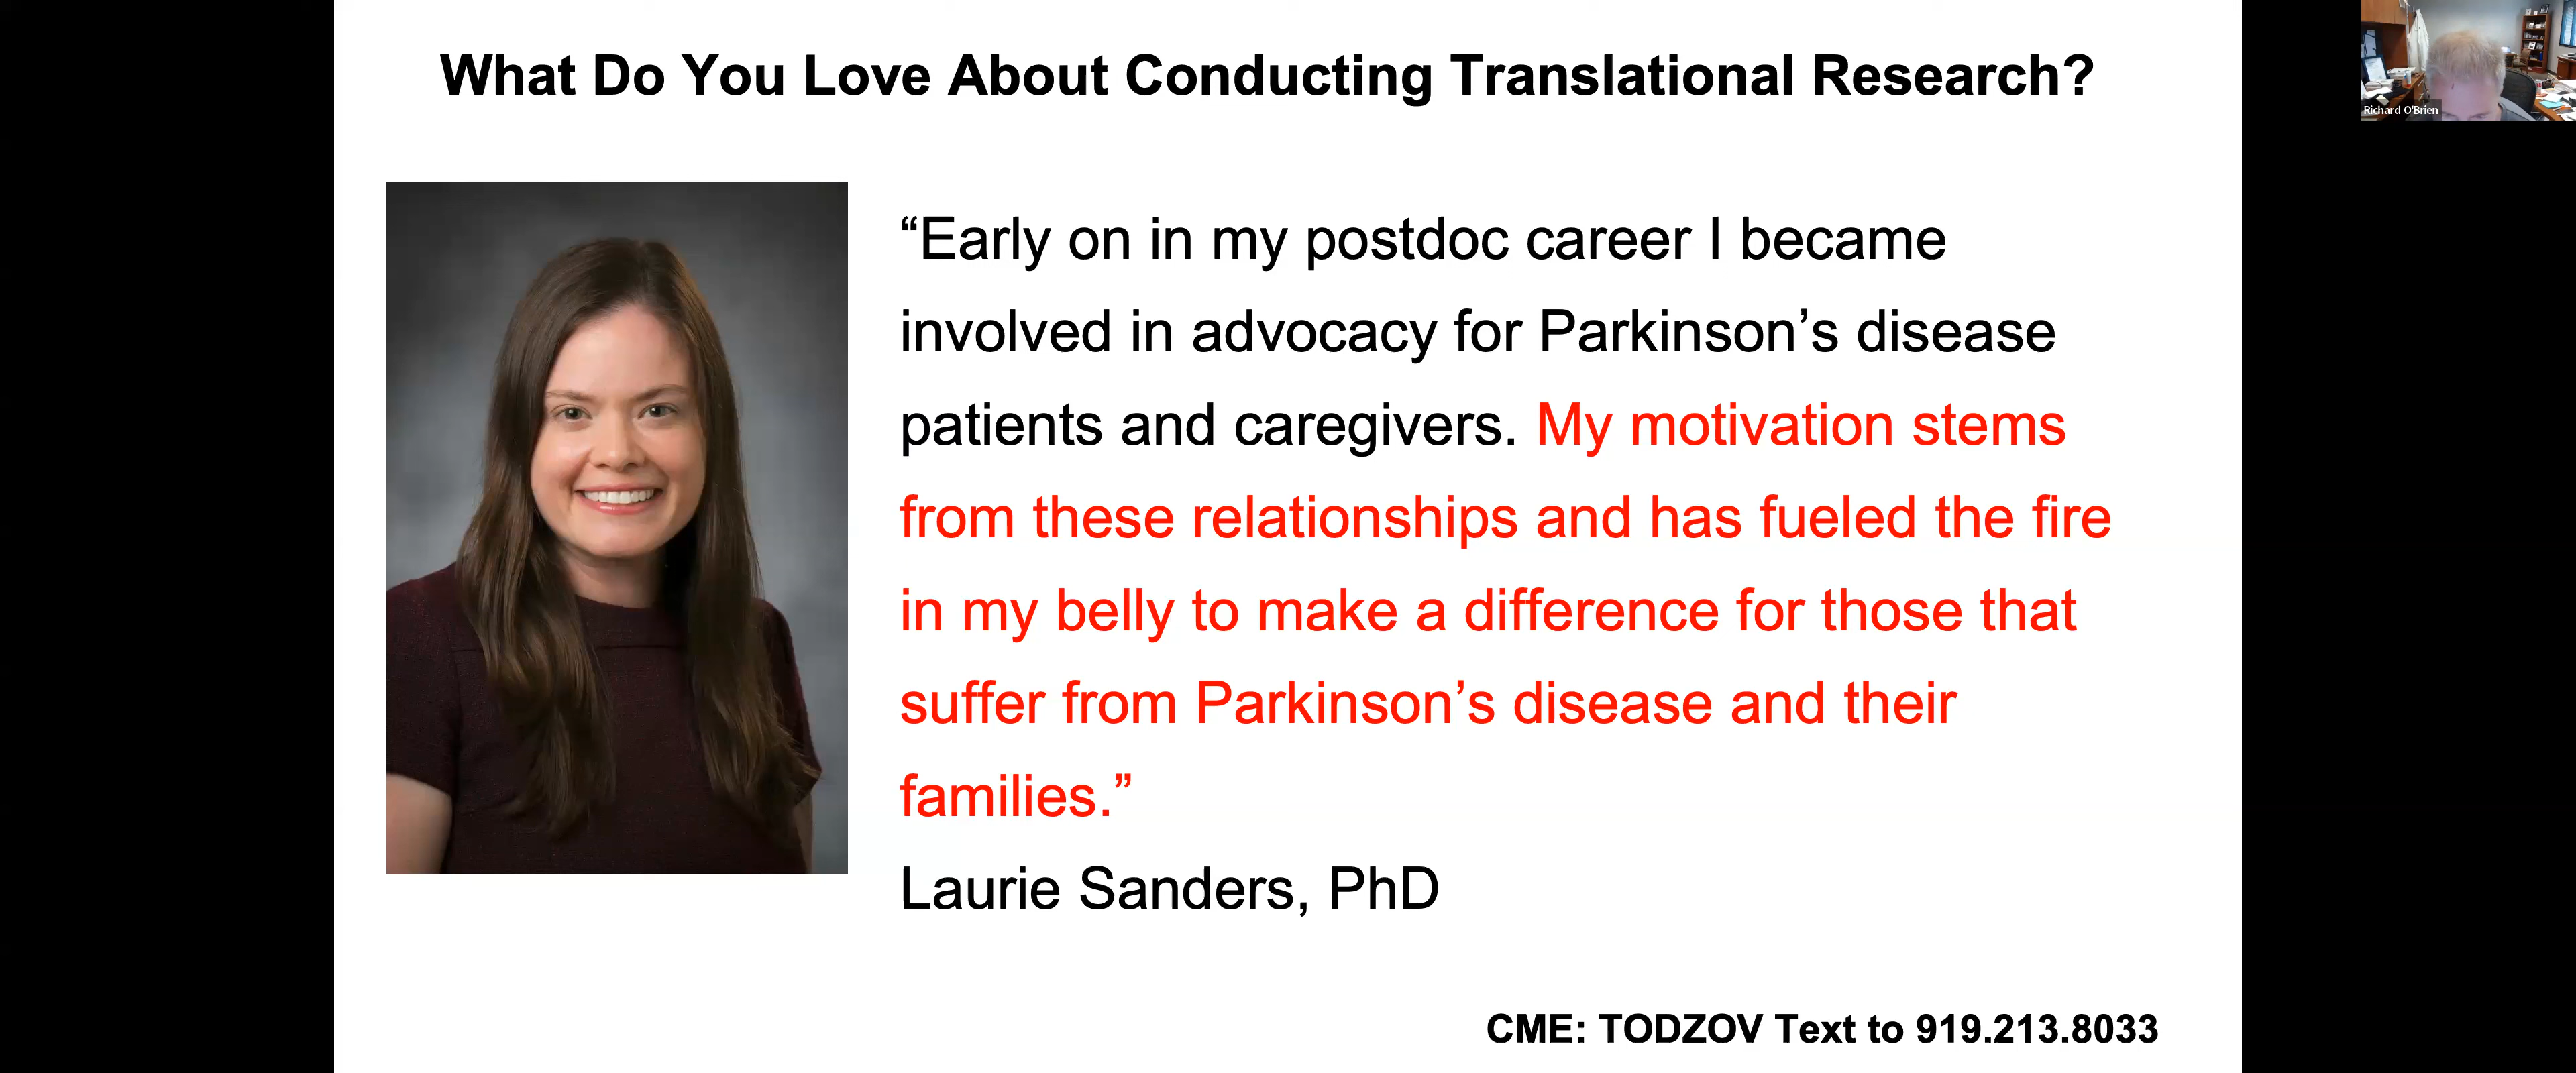 What Do You Love About Conducting Translational Research?
Richard O'Brien
“Early on in my postdoc career I became
involved in advocacy for Parkinson’s disease
patients and caregivers. My motivation stems
from these relationships and has fueled the fire
in my belly to make a difference for those that
suffer from Parkinson’s disease and their
families.”
Laurie Sanders, PhD
CME: TODZOV Text to 919.213.8033